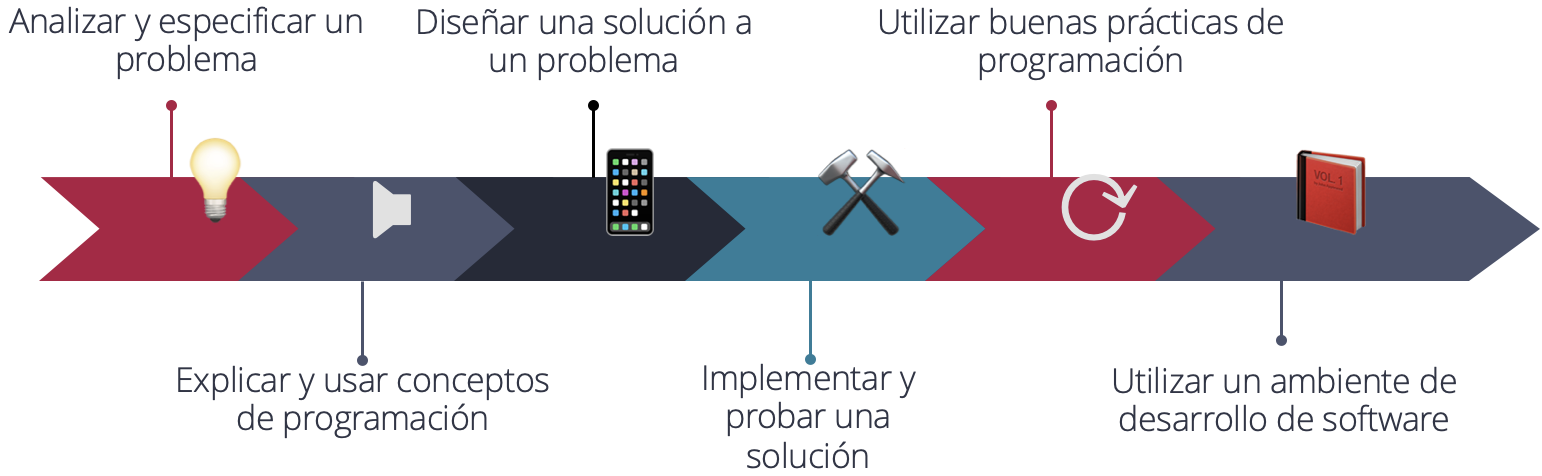 Analizar y especificar un
problema
Diseñar una solución a
un problema
Utilizar buenas prácticas de
programación
VOL. 1
Explicar y usar conceptos
de programación
Implementar y
probar una
solución
Utilizar un ambiente de
desarrollo de software